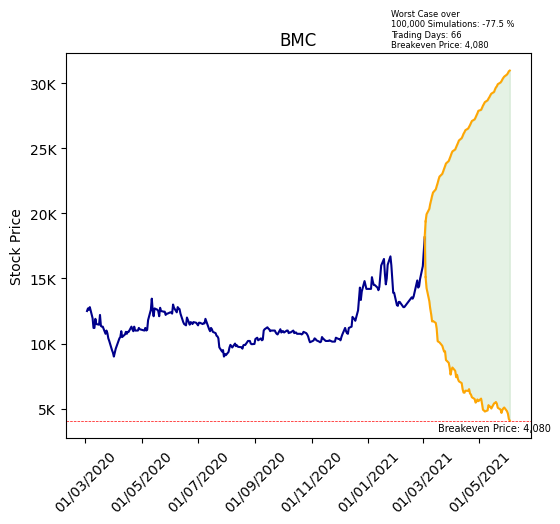 Worst Case over
100,000 Simulations: -77.5 %
Trading Days: 66
Breakeven Price: 4,080
BMC
Stock Price
30K
25K
20K
15K
10K
5K
Breakeven Price: 4,080
01/03/2020
01/05/2020
01/07/2020
01/09/2020
01/11/2020
01/01/2021
01/03/2021
01/05/2021